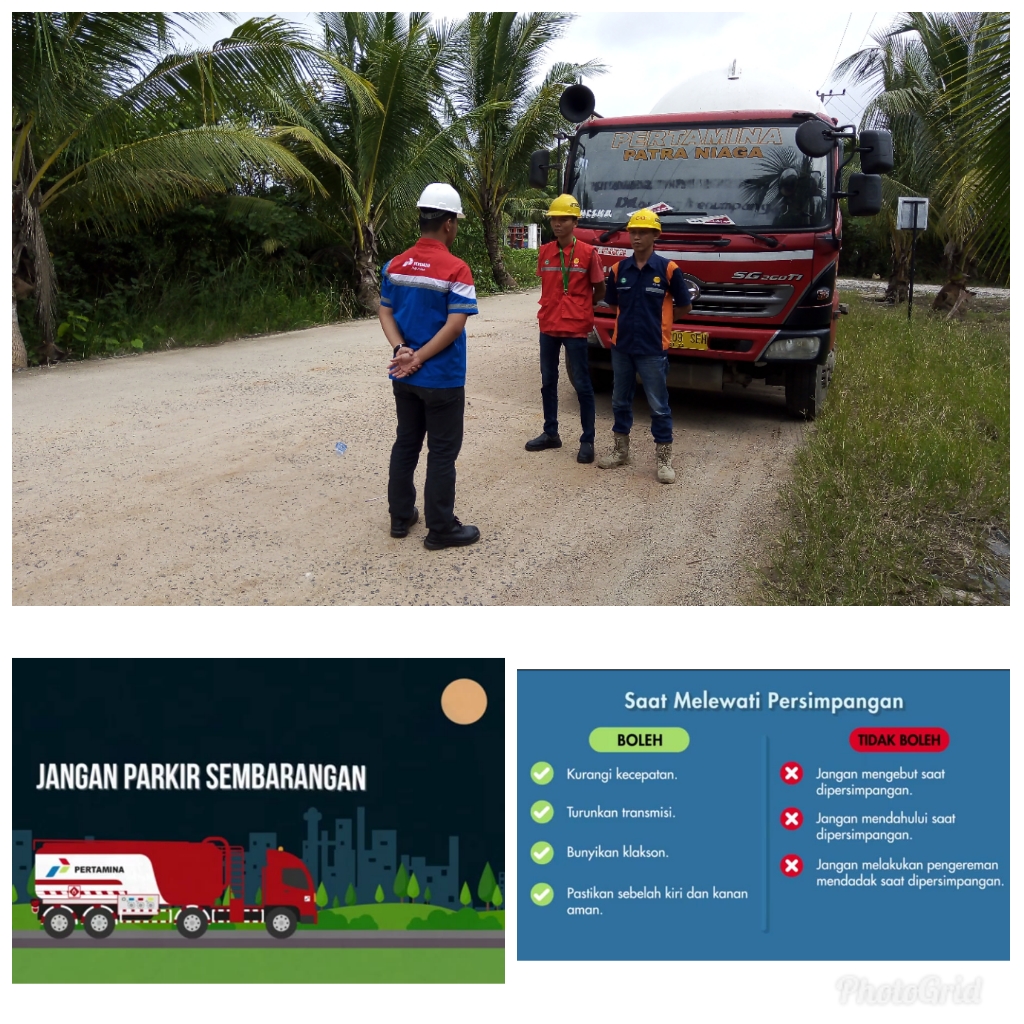 PERTAMINA
PATRA NIAGA
SG 260TI
JANGAN PARKIR SEMBARANGAN
PERTAMINA
Saat Melewati Persimpangan
BOLEH
TIDAK BOLEH
Kurangi kecepatan.
Turunkan transmisi.
Bunyikan klakson.
Pastikan sebelah kiri dan kanan
aman.
Jangan mengebut saat
dipersimpangan.
Jangan mendahului saat
dipersimpangan.
Jangan melakukan pengereman
mendadak saat dipersimpangan.
PhotoGrid